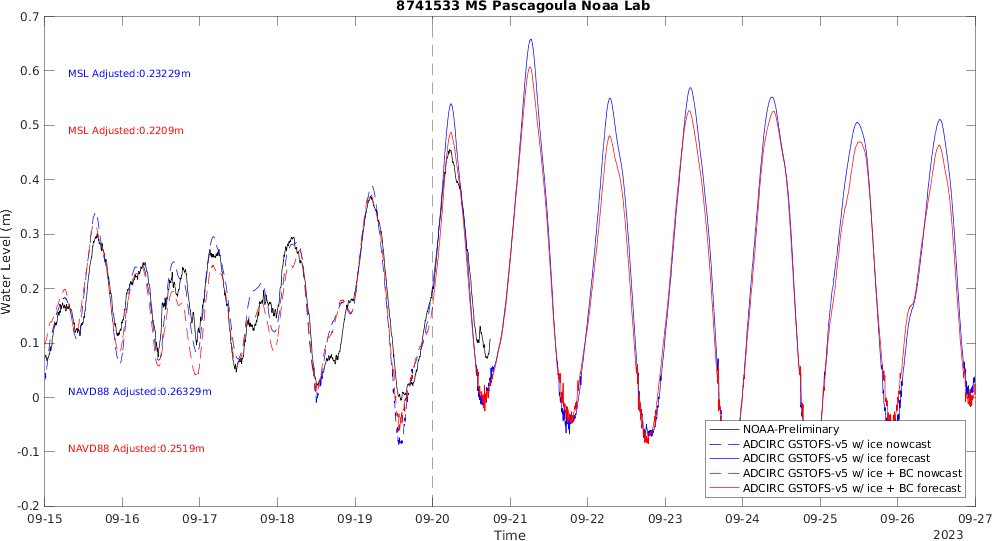 8741533 MS Pascagoula Noaa Lab
0.7
0.6
0.5
0.4
0.3
0.2
0.1
0
-0.1
-0.2
Water Level (m)
MSL Adjusted:0.23229m
MSL Adjusted:0.2209m
NAVD88 Adjusted:0.26329m
NAVD88 Adjusted:0.2519m
NOAA-Preliminary
ADCIRC GSTOFS-v5 w/ ice nowcast
ADCIRC GSTOFS-v5 w/ ice forecast
ADCIRC GSTOFS-v5 w/ ice + BC nowcast
ADCIRC GSTOFS-v5 w/ ice + BC forecast
09-15 09-16 09-17 09-18 09-19 09-20 09-21 09-22 09-23 09-24 09-25 09-26 09-27
Time
2023